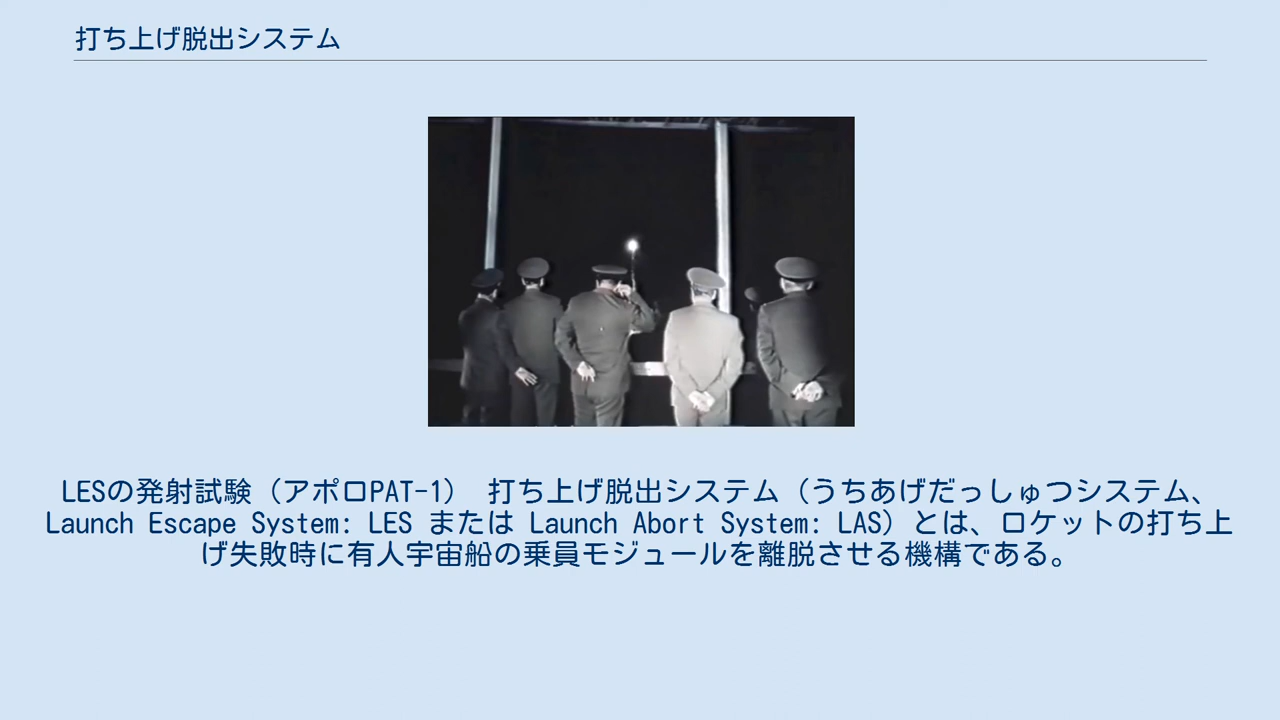 打ち上げ脱出システム
LESの発射試験（アポロPAT-1） 打ち上げ脱出システム（うちあげだっしゅつシステム、
Launch Escape System: LES または Launch Abort System: LAS）とは、ロケットの打ち上
げ失敗時に有人宇宙船の乗員モジュールを離脱させる機構である。